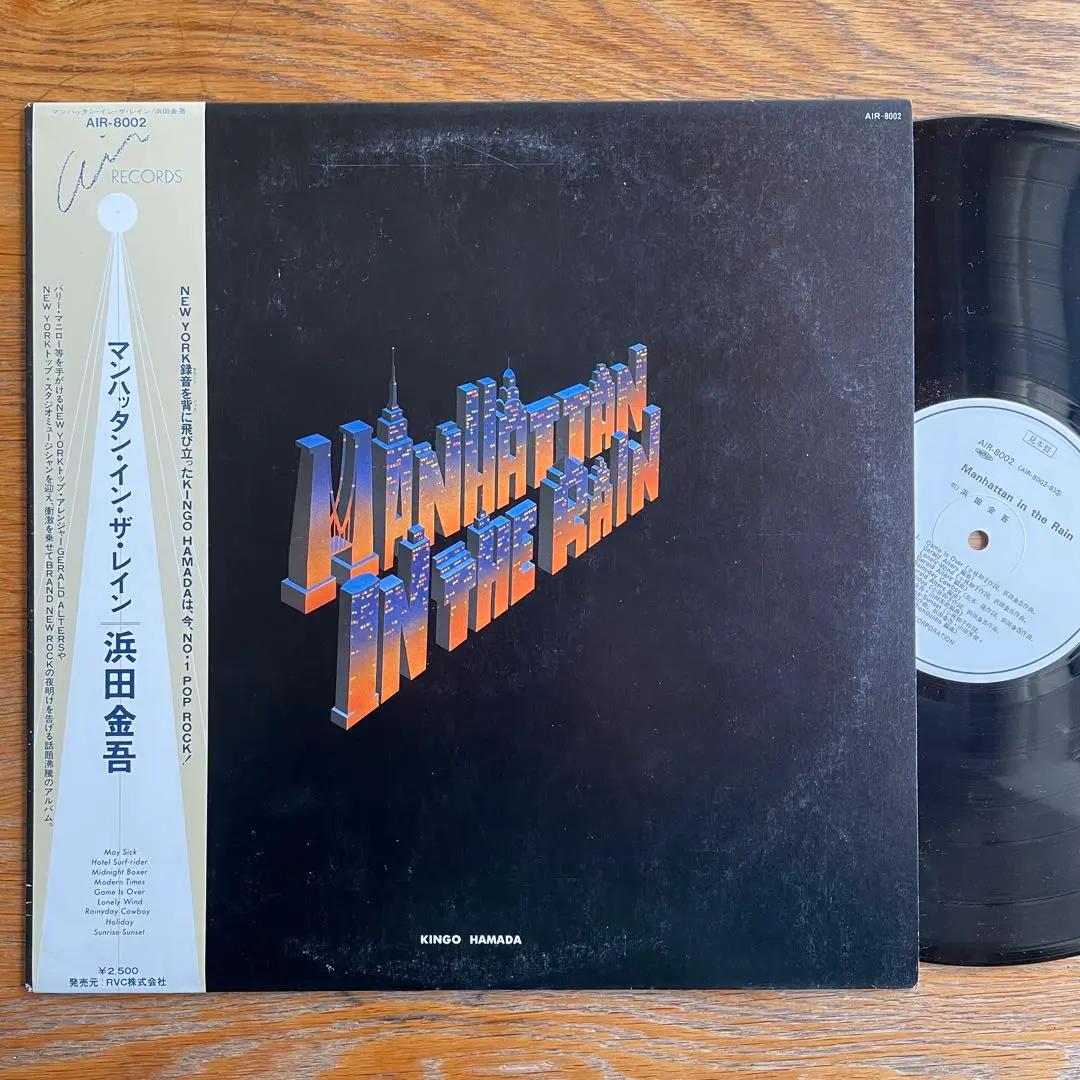 マンハッタン・イン・ザ・レイン/浜田金吾
AIR-8002
air
RECORDS
NEW YORK録音を背に飛び立ったKINGO HAMADAは、今、NO・1 POP ROCK!
マンハッタン・イン・ザ・レイン 浜田金吾
バリー・マニロー等を手がけるNEW YORKトップ・アレンジャーGERALD ALTERSや
NEW YORKトップ・スタジオミュージシャンを迎え、衝激を乗せてBRAND NEW ROCKの夜明けを告げる話題沸騰のアルバム。
May Sick
Hotel Surf-rider
Midnight Boxer
Modern Times
Game Is Over
Lonely Wind
Rainyday Cowboy
Holiday
Sunrise-Sunset
¥2,500
発売元:RVC株式会社
AIR-8002
MANHATTAN
IN THE RAIN
KINGO HAMADA
見本盤
AIR-8002 (AIR-8002-B)
Manhattan in the Rain
浜田金吾
1. Game Is Over
CORPORATION